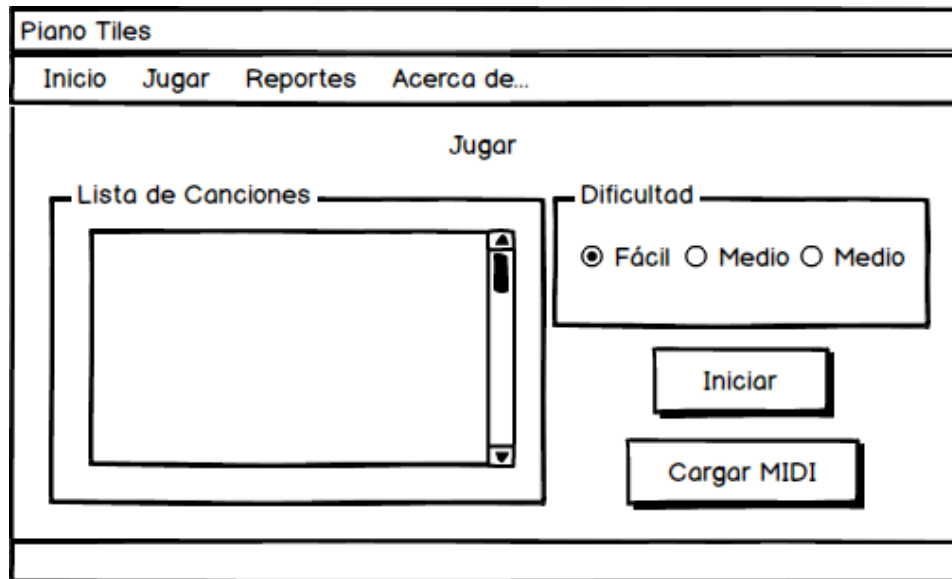 Piano Tiles
Inicio Jugar Reportes Acerca de...
Jugar
Lista de Canciones
Dificultad
Fácil Medio Medio
Iniciar
Cargar MIDI